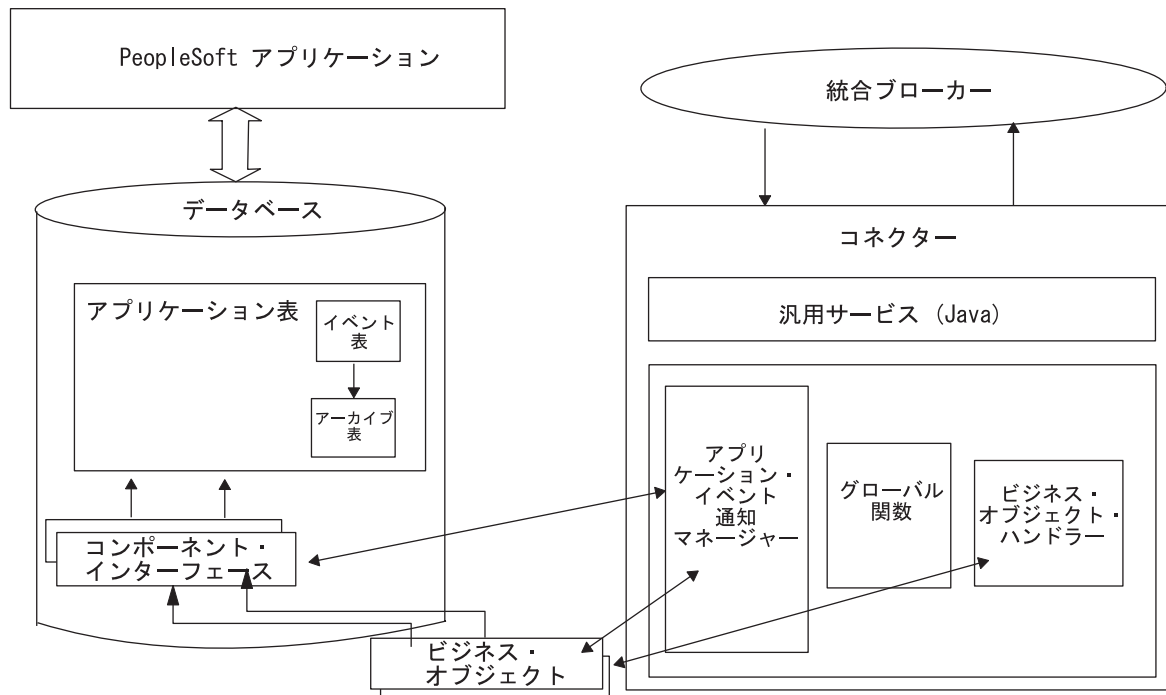 PeopleSoft アプリケーション
統合ブローカー
データベース
コネクター
アプリケーション表
イベント
表
アーカイブ
表
汎用サービス (Java)
アプリ
ケーション・
イベント
通知
マネージャー
グローバル
関数
ビジネス・
オブジェクト・
ハンドラー
コンポーネント・
インターフェース
ビジネス・
オブジェクト